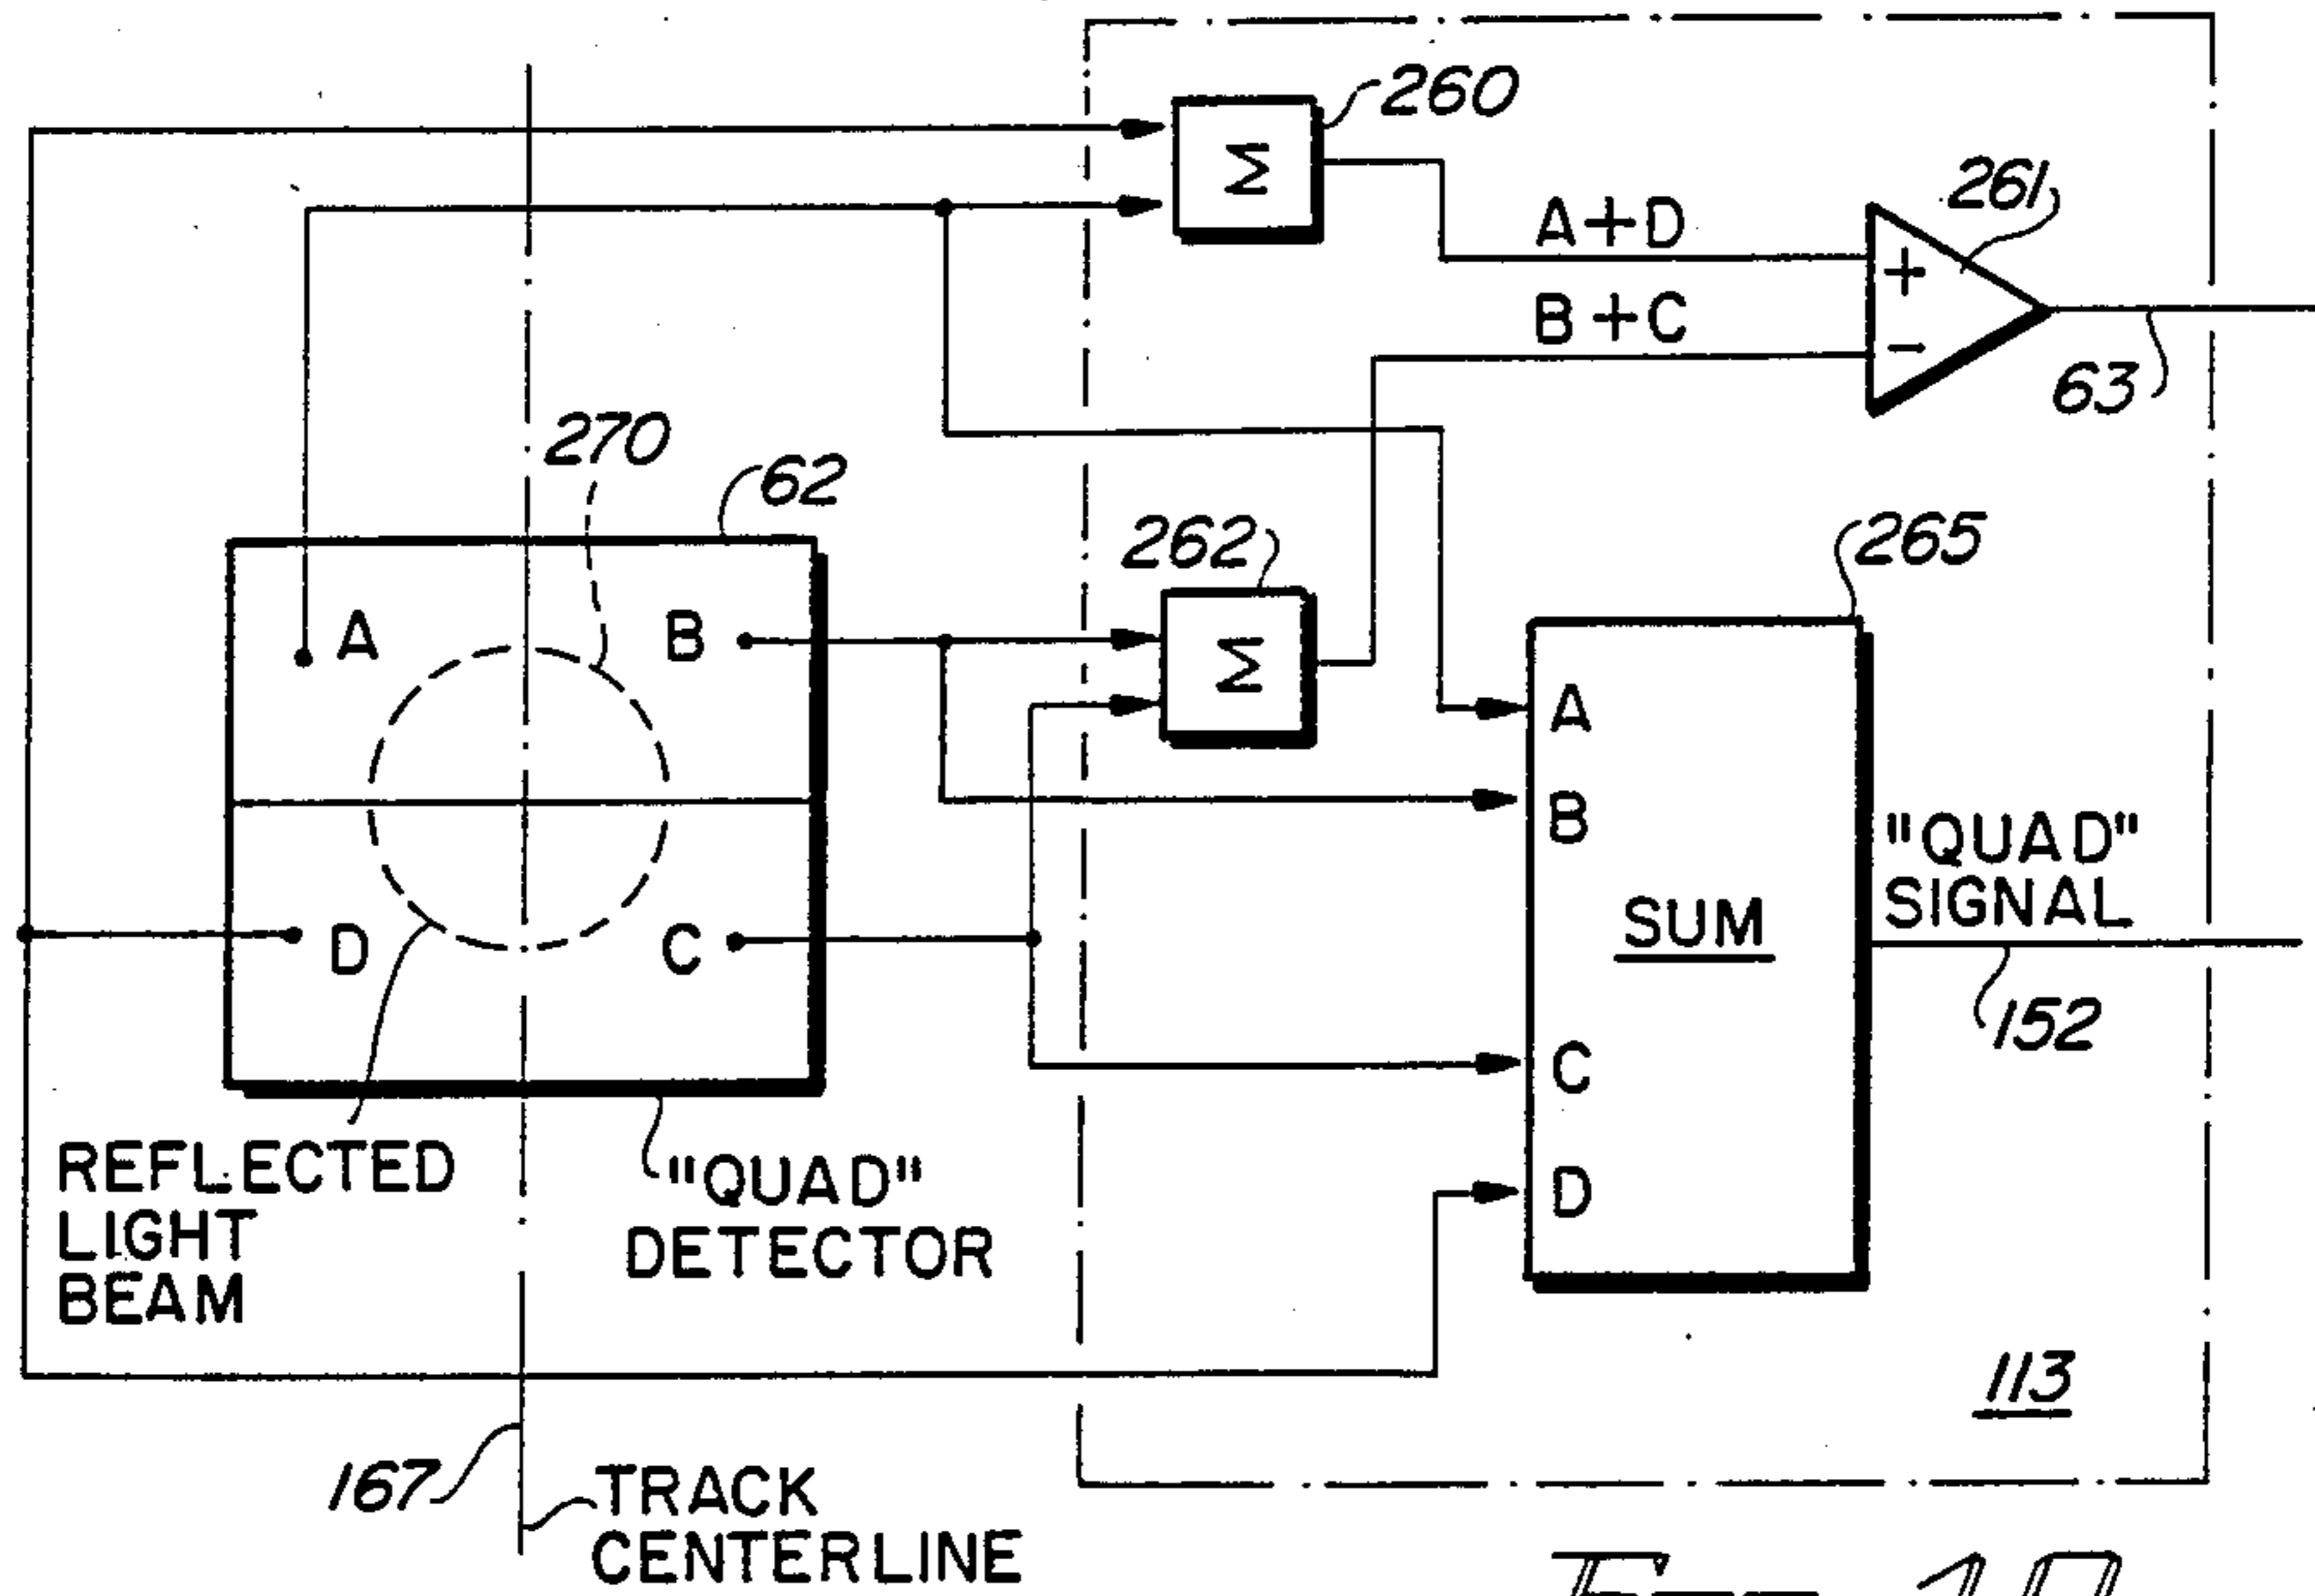 260
Σ
261
A+D
+
B+C
−
63
270
62
262
265
A
B
Σ
A
B
"QUAD"
SIGNAL
SUM
D
C
152
C
D
REFLECTED
LIGHT
BEAM
"QUAD"
DETECTOR
113
167
TRACK
CENTERLINE